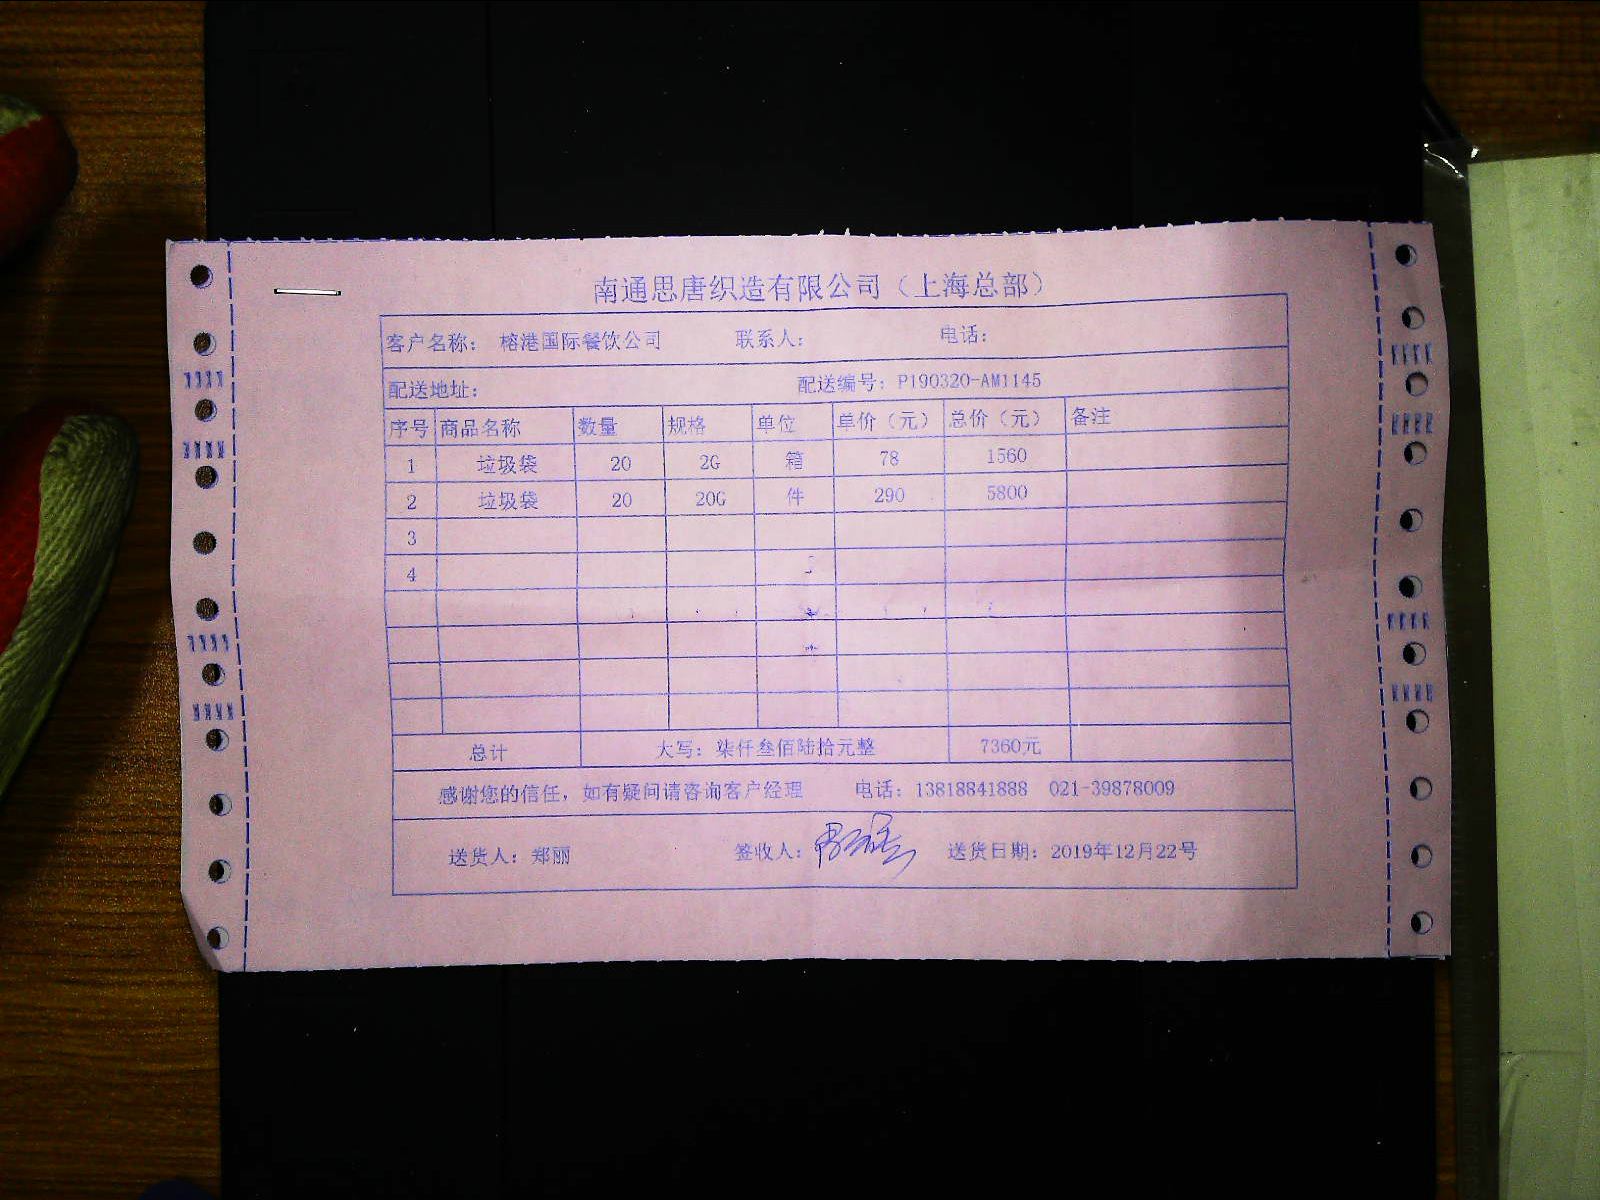 南通思唐织造有限公司（上海总部）
客户名称： 榕港国际餐饮公司 联系人： 电话：
配送地址： 配送编号：P190320-AM1145
序号 商品名称 数量 规格 单位 单价（元） 总价（元） 备注
1 垃圾袋 20 2G 箱 78 1560
2 垃圾袋 20 20G 件 290 5800
3
4
总计 大写：柒仟叁佰陆拾元整 7360元
感谢您的信任，如有疑问请咨询客户经理 电话：13818841888 021-39878009
送货人：郑丽 签收人： 送货日期：2019年12月22号